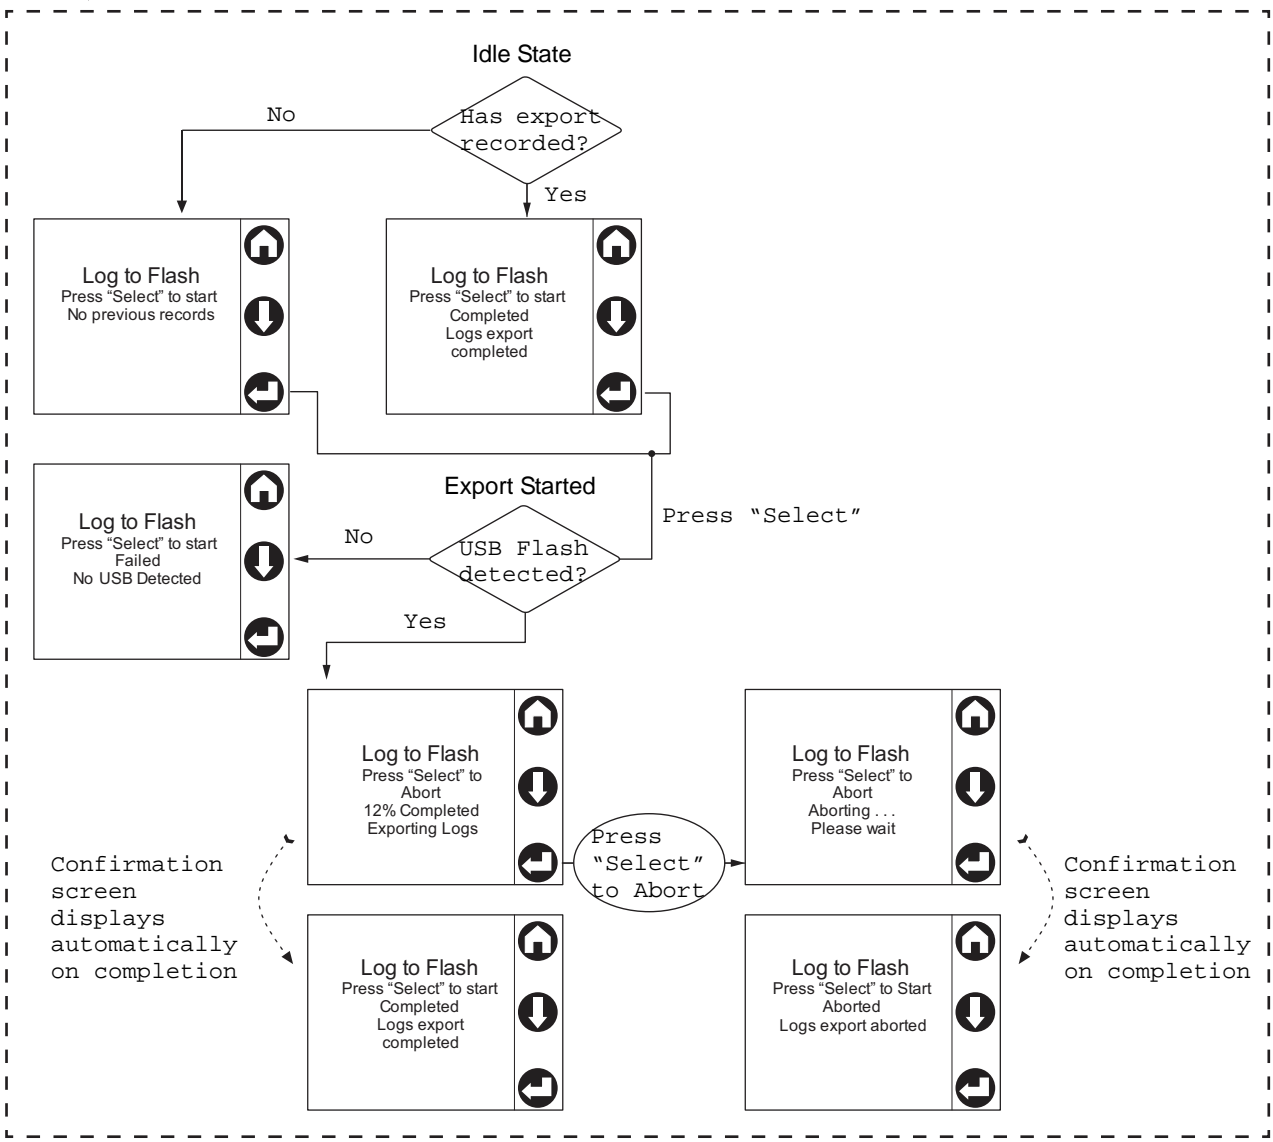 Idle State
Has export
recorded?
No
Yes
Log to Flash
Press “Select” to start
No previous records
Log to Flash
Press “Select” to start
Completed
Logs export
completed
Export Started
Press “Select”
USB Flash
detected?
No
Yes
Log to Flash
Press “Select” to start
Failed
No USB Detected
Log to Flash
Press “Select” to
Abort
12% Completed
Exporting Logs
Press
“Select”
to Abort
Log to Flash
Press “Select” to
Abort
Aborting . . .
Please wait
Confirmation
screen
displays
automatically
on completion
Confirmation
screen
displays
automatically
on completion
Log to Flash
Press “Select” to start
Completed
Logs export
completed
Log to Flash
Press “Select” to Start
Aborted
Logs export aborted